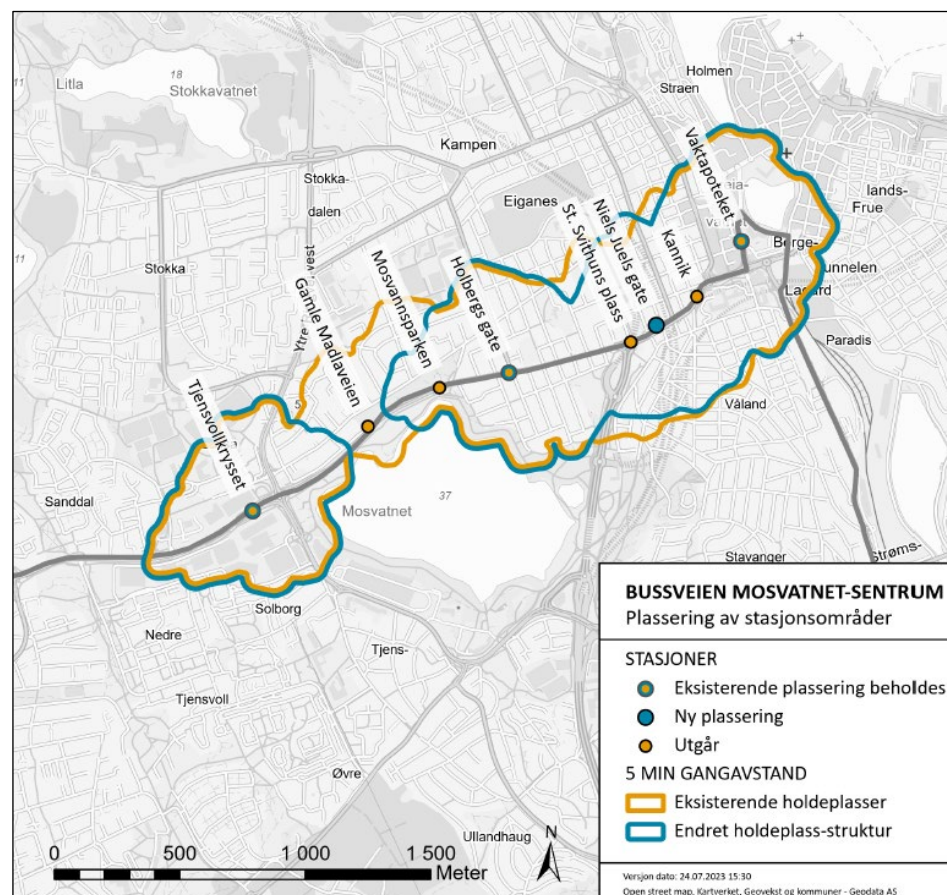 Holmen
Straen
Litla
11
18
Stokkavatnet
Kampen
Vaktapoteket
Stokka-
dalen
Eiganes
lands-
Frue
Niels Juels gate
St. Svithuns plass
Kannik
Berge-
Stokka
Mosvannsparken
Holbergs gate
unnelen
Lagård
11
Gamle Madlaveien
Ytre
vest
Paradis
5
Tjensvollkrysset
Våland
Sanddal
37
Mosvatnet
Stavanger
Strøms-
Solborg
Nedre
Tjens-
Tjensvoll
Øvre
Ullandhaug
N
0 500 1 000 1 500
Meter
BUSSVEIEN MOSVATNET-SENTRUM
Plassering av stasjonsområder
STASJONER
Eksisterende plassering beholdes
Ny plassering
Utgår
5 MIN GANGAVSTAND
Eksisterende holdeplasser
Endret holdeplass-struktur
Versjon dato: 24.07.2023 15:30
Open street map, Kartverket, Geovekst og kommuner - Geodata AS